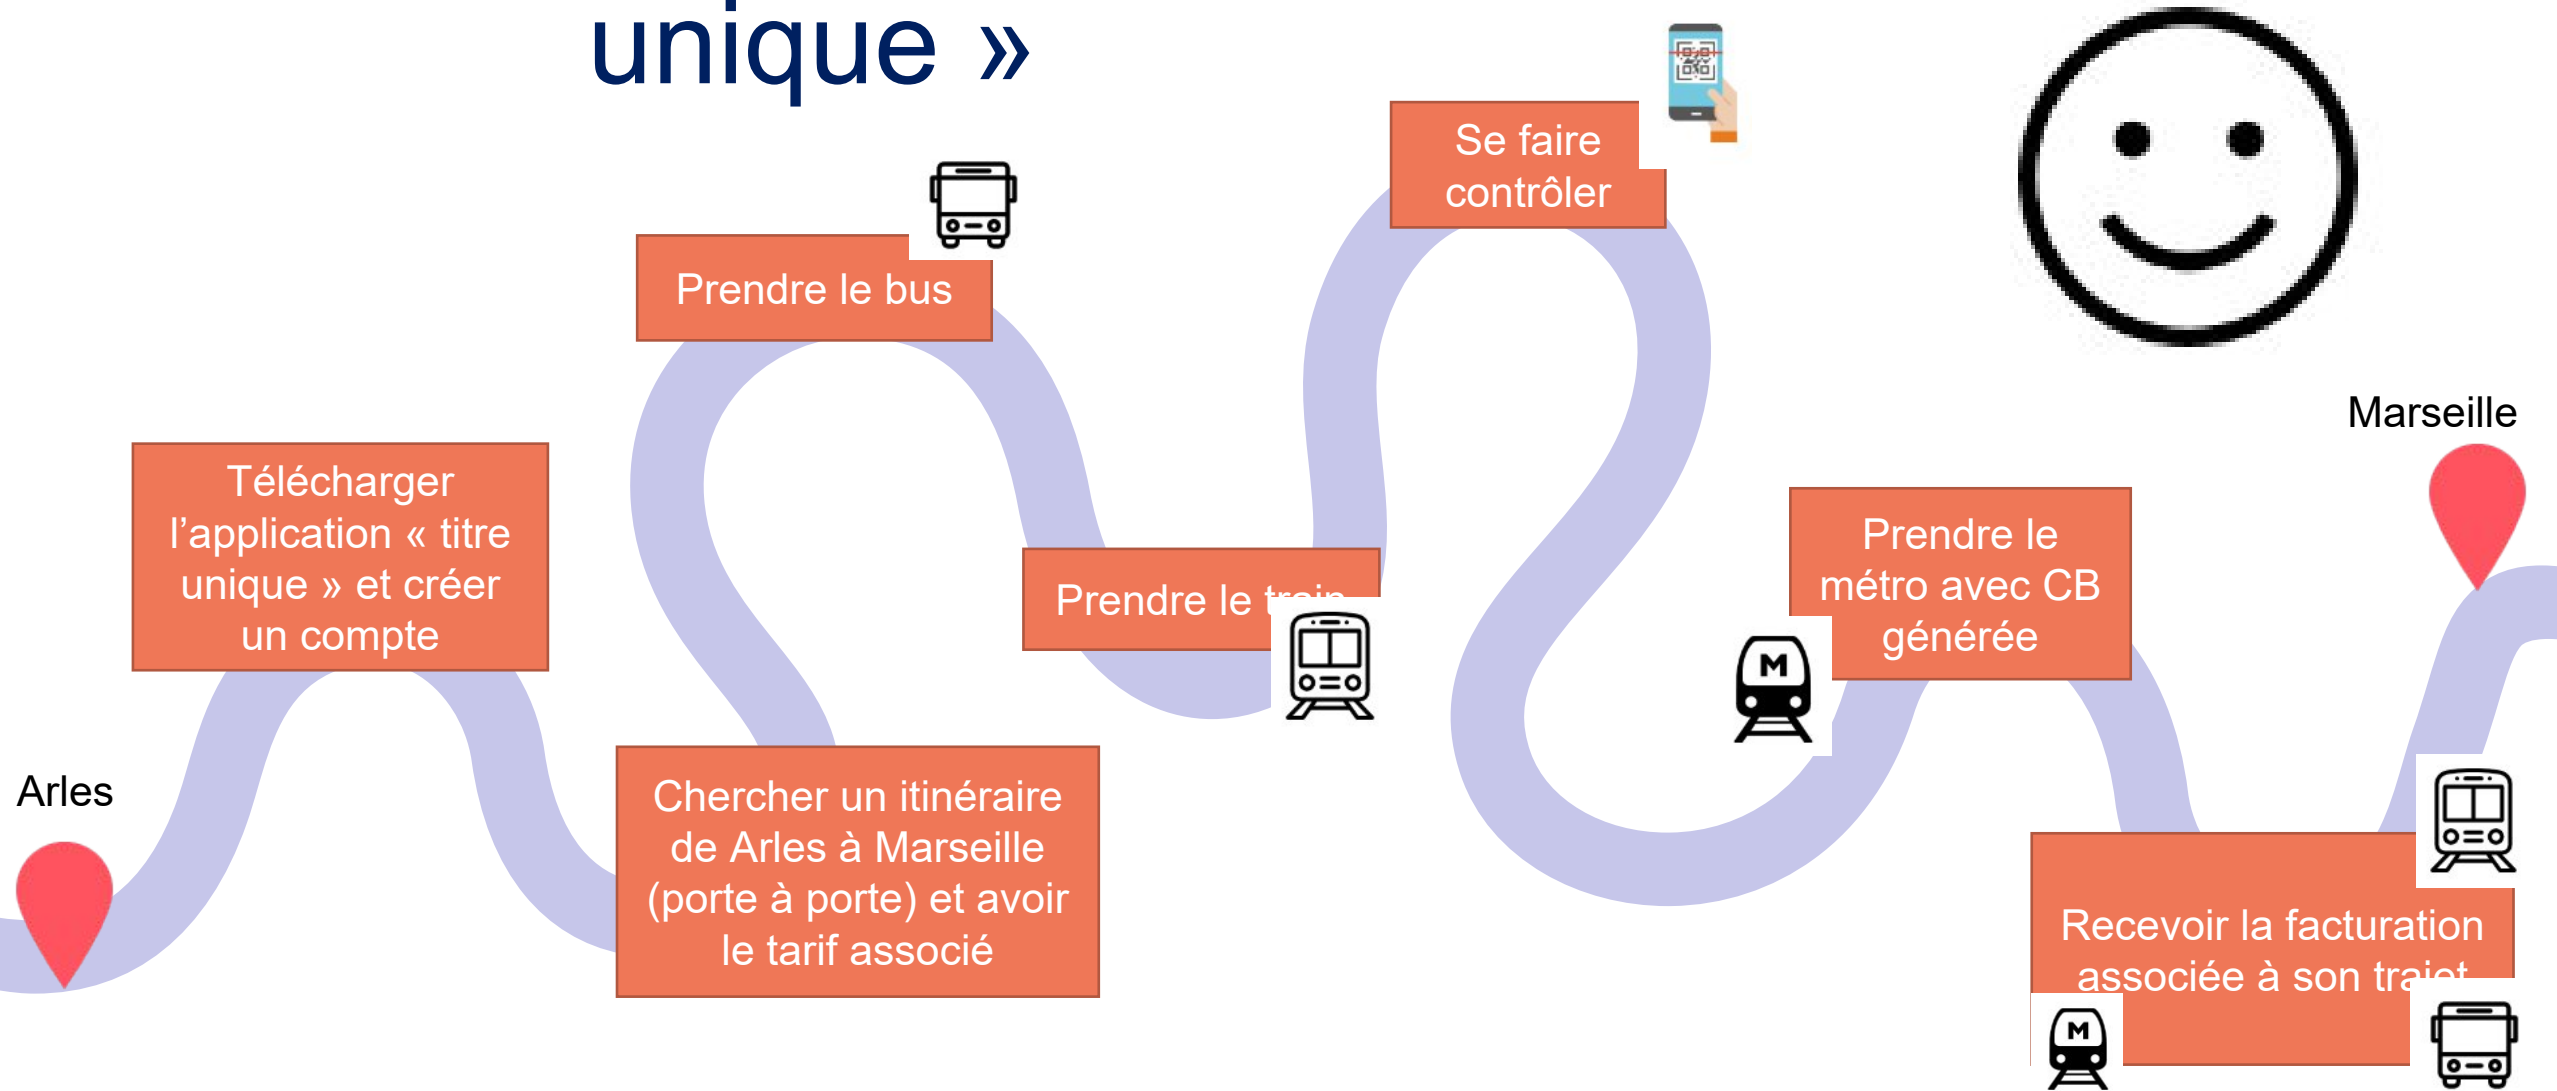 unique »
Se faire
contrôler
Prendre le bus
Marseille
Télécharger
l’application « titre
unique » et créer
un compte
Prendre le train
Prendre le
métro avec CB
générée
M
Arles
Chercher un itinéraire
de Arles à Marseille
(porte à porte) et avoir
le tarif associé
Recevoir la facturation
associée à son trajet
M